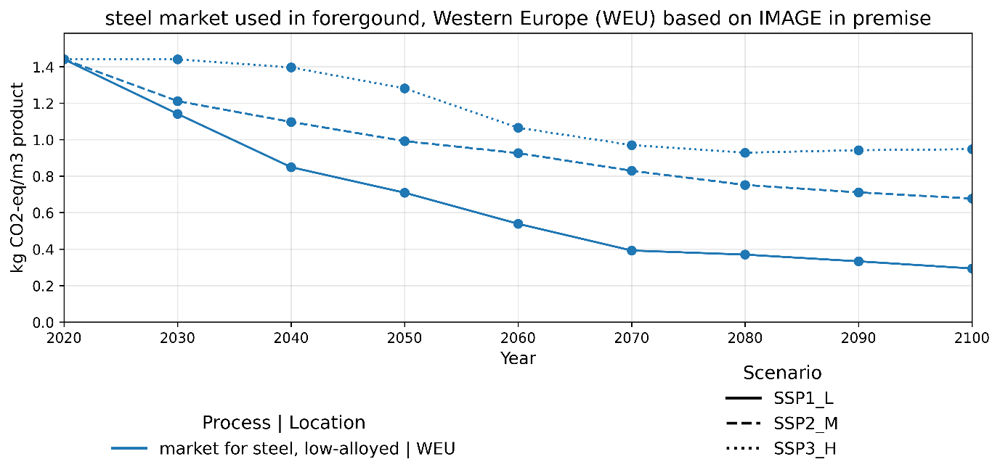 steel market used in forergound, Western Europe (WEU) based on IMAGE in premise
kg CO2-eq/m3 product
1.4
1.2
1.0
0.8
0.6
0.4
0.2
0.0
2020 2030 2040 2050 2060 2070 2080 2090 2100
Year
Scenario
SSP1_L
SSP2_M
SSP3_H
Process | Location
market for steel, low-alloyed | WEU